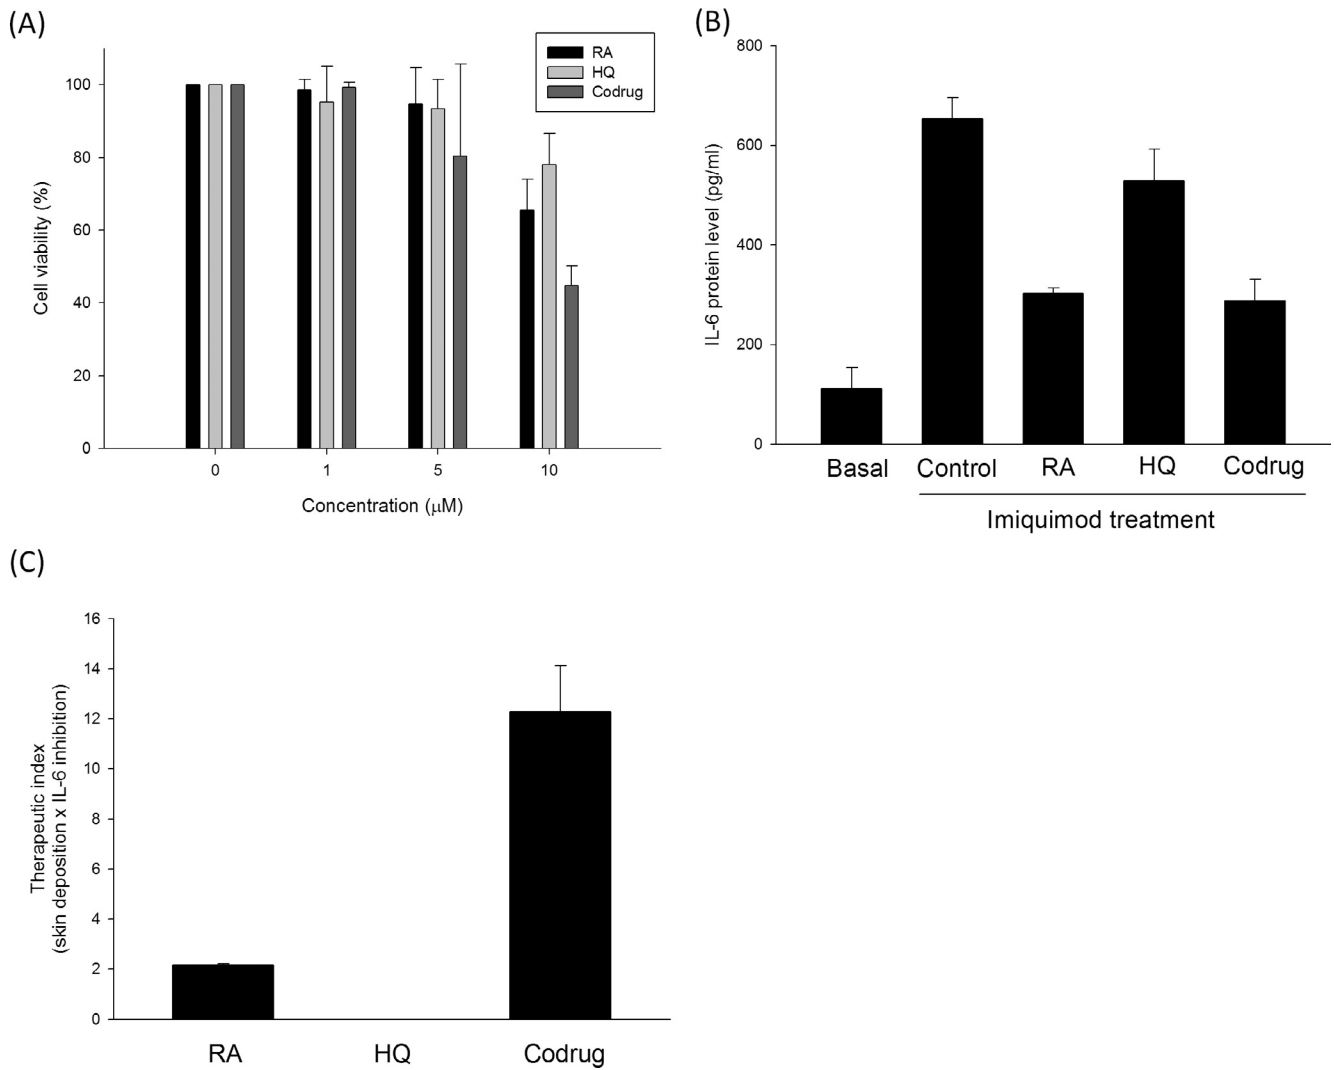 (A)
RA
HQ
Codrug
100
80
60
40
20
0
Cell viability (%)
0 1 5 10
Concentration (μM)
(B)
800
600
400
200
0
IL-6 protein level (pg/ml)
Basal Control RA HQ Codrug
Imiquimod treatment
(C)
16
14
12
10
8
6
4
2
0
Therapeutic index
(skin deposition x IL-6 inhibition)
RA HQ Codrug